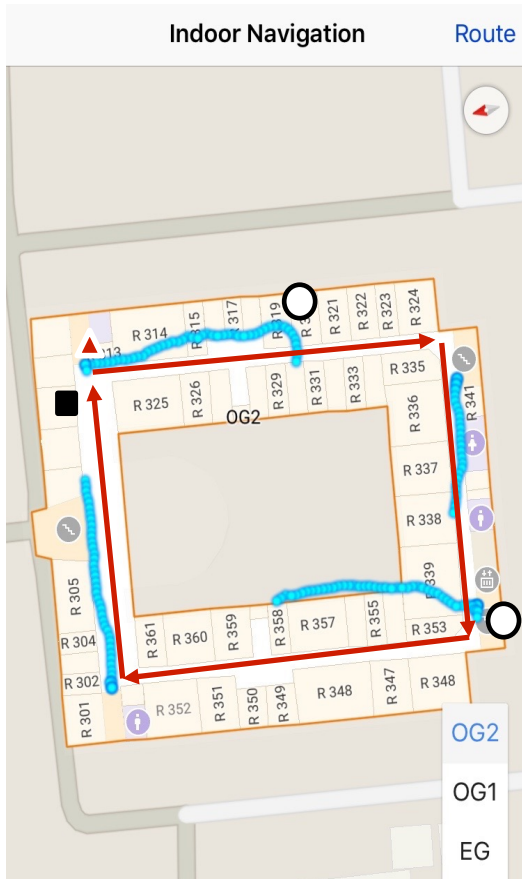 Indoor Navigation
Route
R 324
R 323
R 322
R 321
R 317
R 315
R 314
R 335
R 333
R 331
R 329
R 326
R 325
OG2
R 341
R 336
R 337
R 338
R 305
R 304
R 302
R 301
R 361
R 360
R 359
R 358
R 357
R 355
R 353
R 352
R 351
R 350
R 349
R 348
R 347
R 348
OG2
OG1
EG